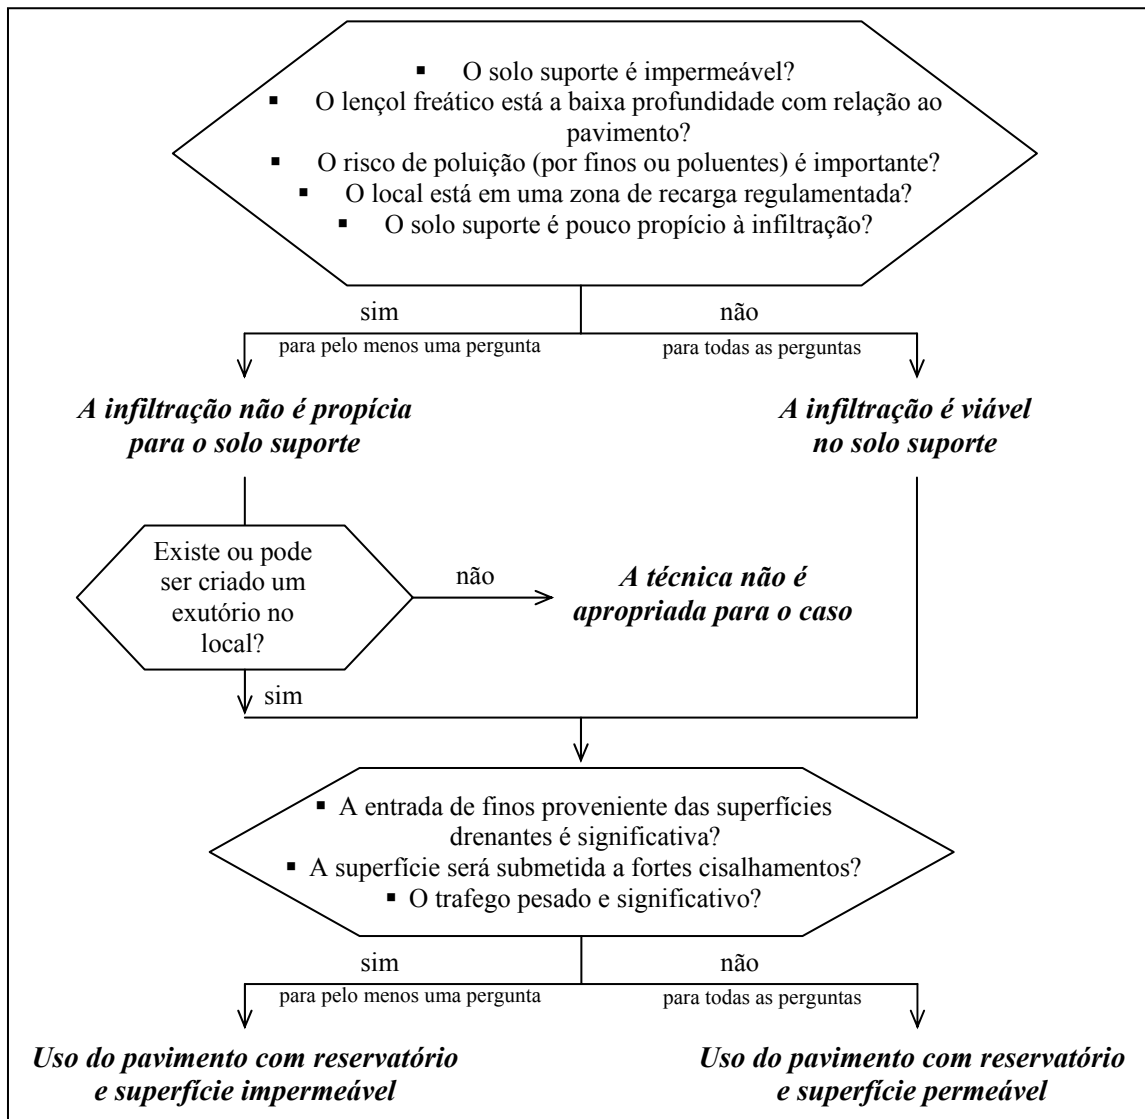 ▪ O solo suporte é impermeável?
▪ O lençol freático está a baixa profundidade com relação ao
pavimento?
▪ O risco de poluição (por finos ou poluentes) é importante?
▪ O local está em uma zona de recarga regulamentada?
▪ O solo suporte é pouco propício à infiltração?
sim
não
para pelo menos uma pergunta
para todas as perguntas
A infiltração não é propícia
para o solo suporte
A infiltração é viável
no solo suporte
Existe ou pode
ser criado um
exutório no
local?
não
A técnica não é
apropriada para o caso
sim
▪ A entrada de finos proveniente das superfícies
drenantes é significativa?
▪ A superfície será submetida a fortes cisalhamentos?
▪ O trafego pesado e significativo?
sim
não
para pelo menos uma pergunta
para todas as perguntas
Uso do pavimento com reservatório
e superfície impermeável
Uso do pavimento com reservatório
e superfície permeável